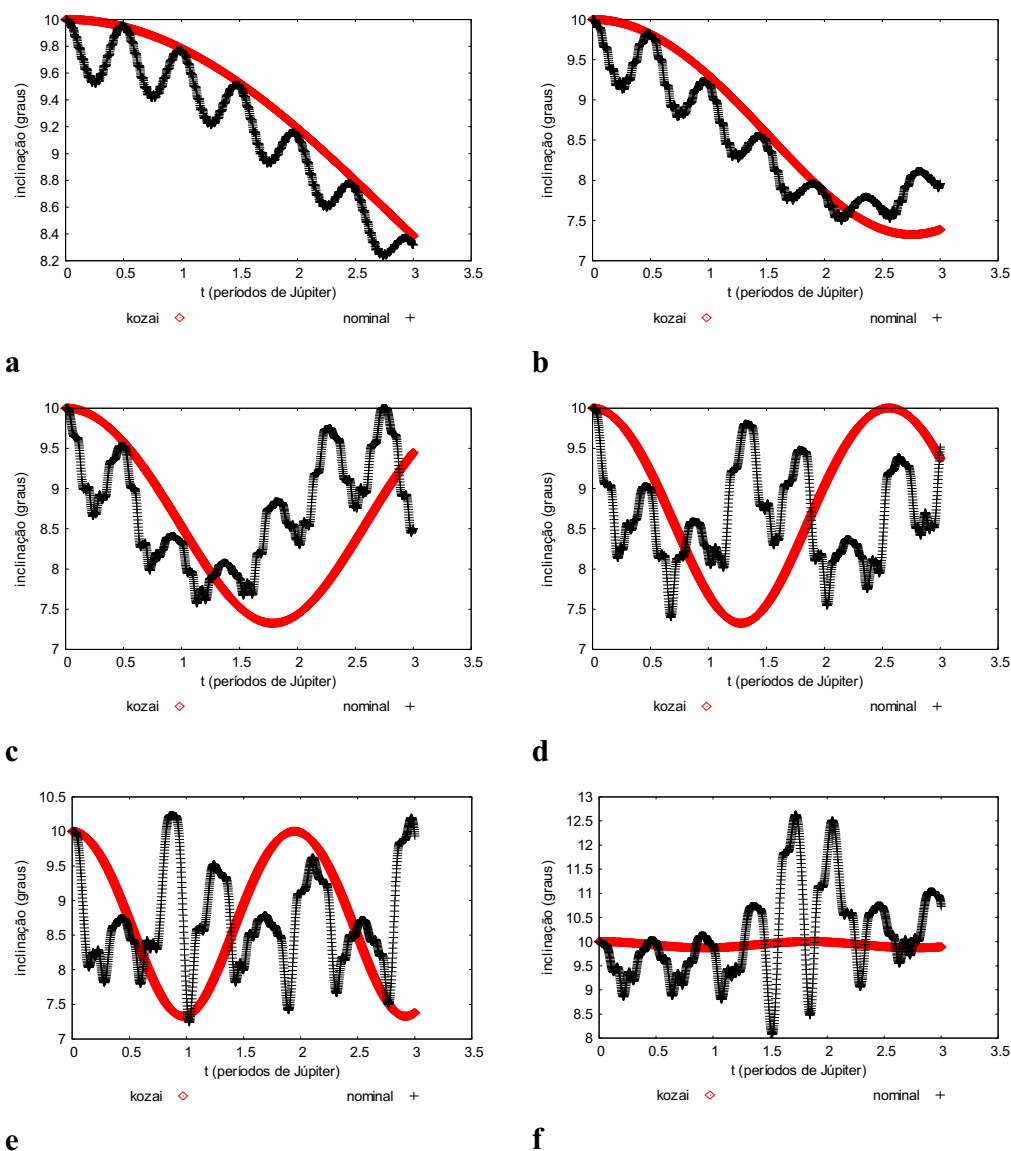 10
9.8
9.6
9.4
9.2
9
8.8
8.6
8.4
8.2
inclinação (graus)
0 0.5 1 1.5 2 2.5 3 3.5
t (períodos de Júpiter)
kozai nominal
a
10
9.5
9
8.5
8
7.5
7
inclinação (graus)
0 0.5 1 1.5 2 2.5 3 3.5
t (períodos de Júpiter)
kozai nominal
b
10
9.5
9
8.5
8
7.5
7
inclinação (graus)
0 0.5 1 1.5 2 2.5 3 3.5
t (períodos de Júpiter)
kozai nominal
c
10
9.5
9
8.5
8
7.5
7
inclinação (graus)
0 0.5 1 1.5 2 2.5 3 3.5
t (períodos de Júpiter)
kozai nominal
d
10.5
10
9.5
9
8.5
8
7.5
7
inclinação (graus)
0 0.5 1 1.5 2 2.5 3 3.5
t (períodos de Júpiter)
kozai nominal
e
13
12.5
12
11.5
11
10.5
10
9.5
9
8.5
8
inclinação (graus)
0 0.5 1 1.5 2 2.5 3 3.5
t (períodos de Júpiter)
kozai nominal
f